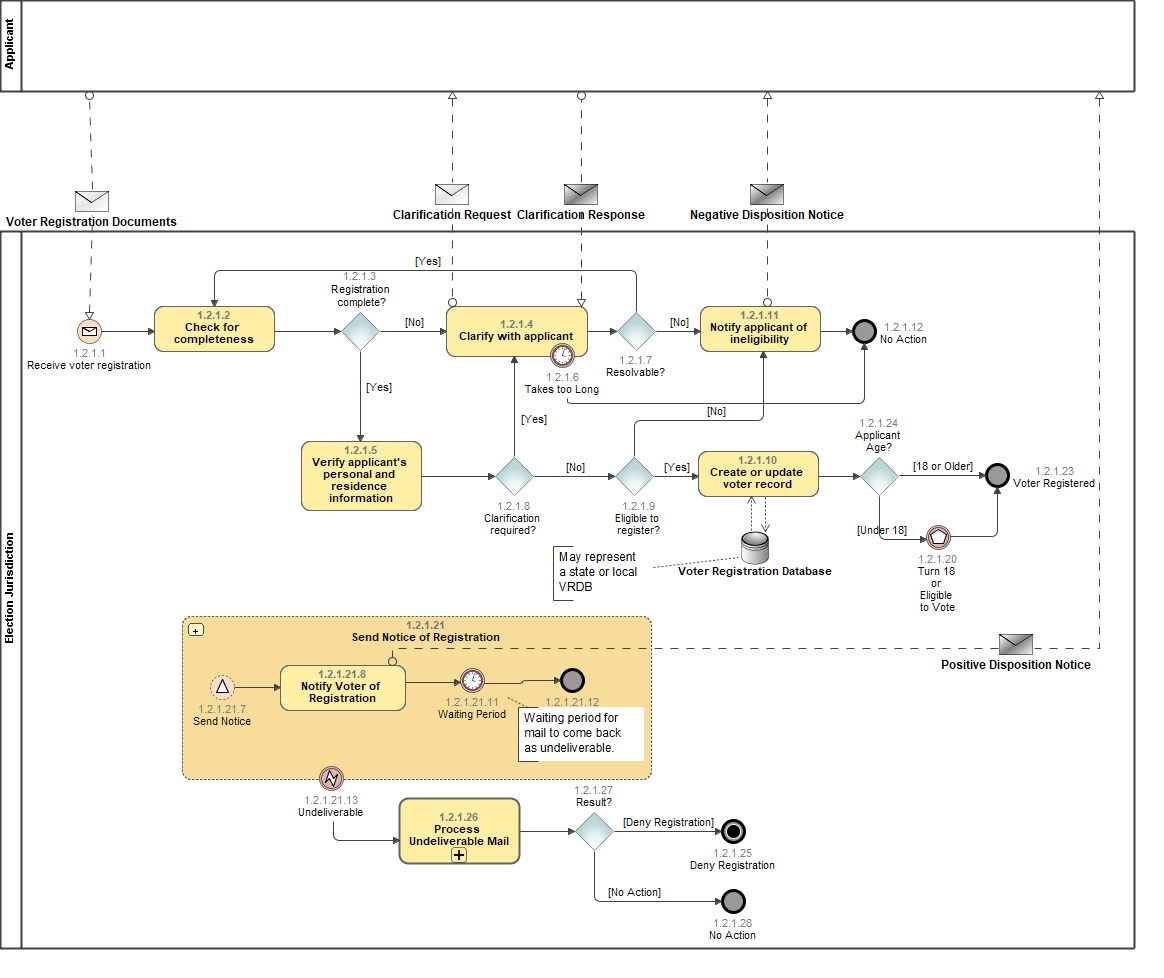 Applicant
Voter Registration Documents
Clarification Request
Clarification Response
Negative Disposition Notice
Election Jurisdiction
[Yes]
1.2.1.3
Registration
complete?
1.2.1.2
Check for
completeness
[No]
1.2.1.4
Clarify with applicant
[No]
1.2.1.11
Notify applicant of
ineligibility
1.2.1.12
No Action
1.2.1.1
Receive voter registration
1.2.1.7
Resolvable?
1.2.1.6
Takes too Long
[Yes]
[Yes]
[No]
1.2.1.24
Applicant
Age?
1.2.1.5
Verify applicant's
personal and
residence
information
[No]
[Yes]
1.2.1.10
Create or update
voter record
[18 or Older]
1.2.1.23
Voter Registered
1.2.1.8
Clarification
required?
1.2.1.9
Eligible to
register?
[Under 18]
May represent
a state or local
VRDB
Voter Registration Database
1.2.1.20
Turn 18
or
Eligible
to Vote
1.2.1.21
Send Notice of Registration
Positive Disposition Notice
1.2.1.21.8
Notify Voter of
Registration
1.2.1.21.7
Send Notice
1.2.1.21.11
Waiting Period
1.2.1.21.12
Waiting period for
mail to come back
as undeliverable.
1.2.1.21.13
Undeliverable
1.2.1.27
Result?
1.2.1.26
Process
Undeliverable Mail
[Deny Registration]
1.2.1.25
Deny Registration
[No Action]
1.2.1.28
No Action